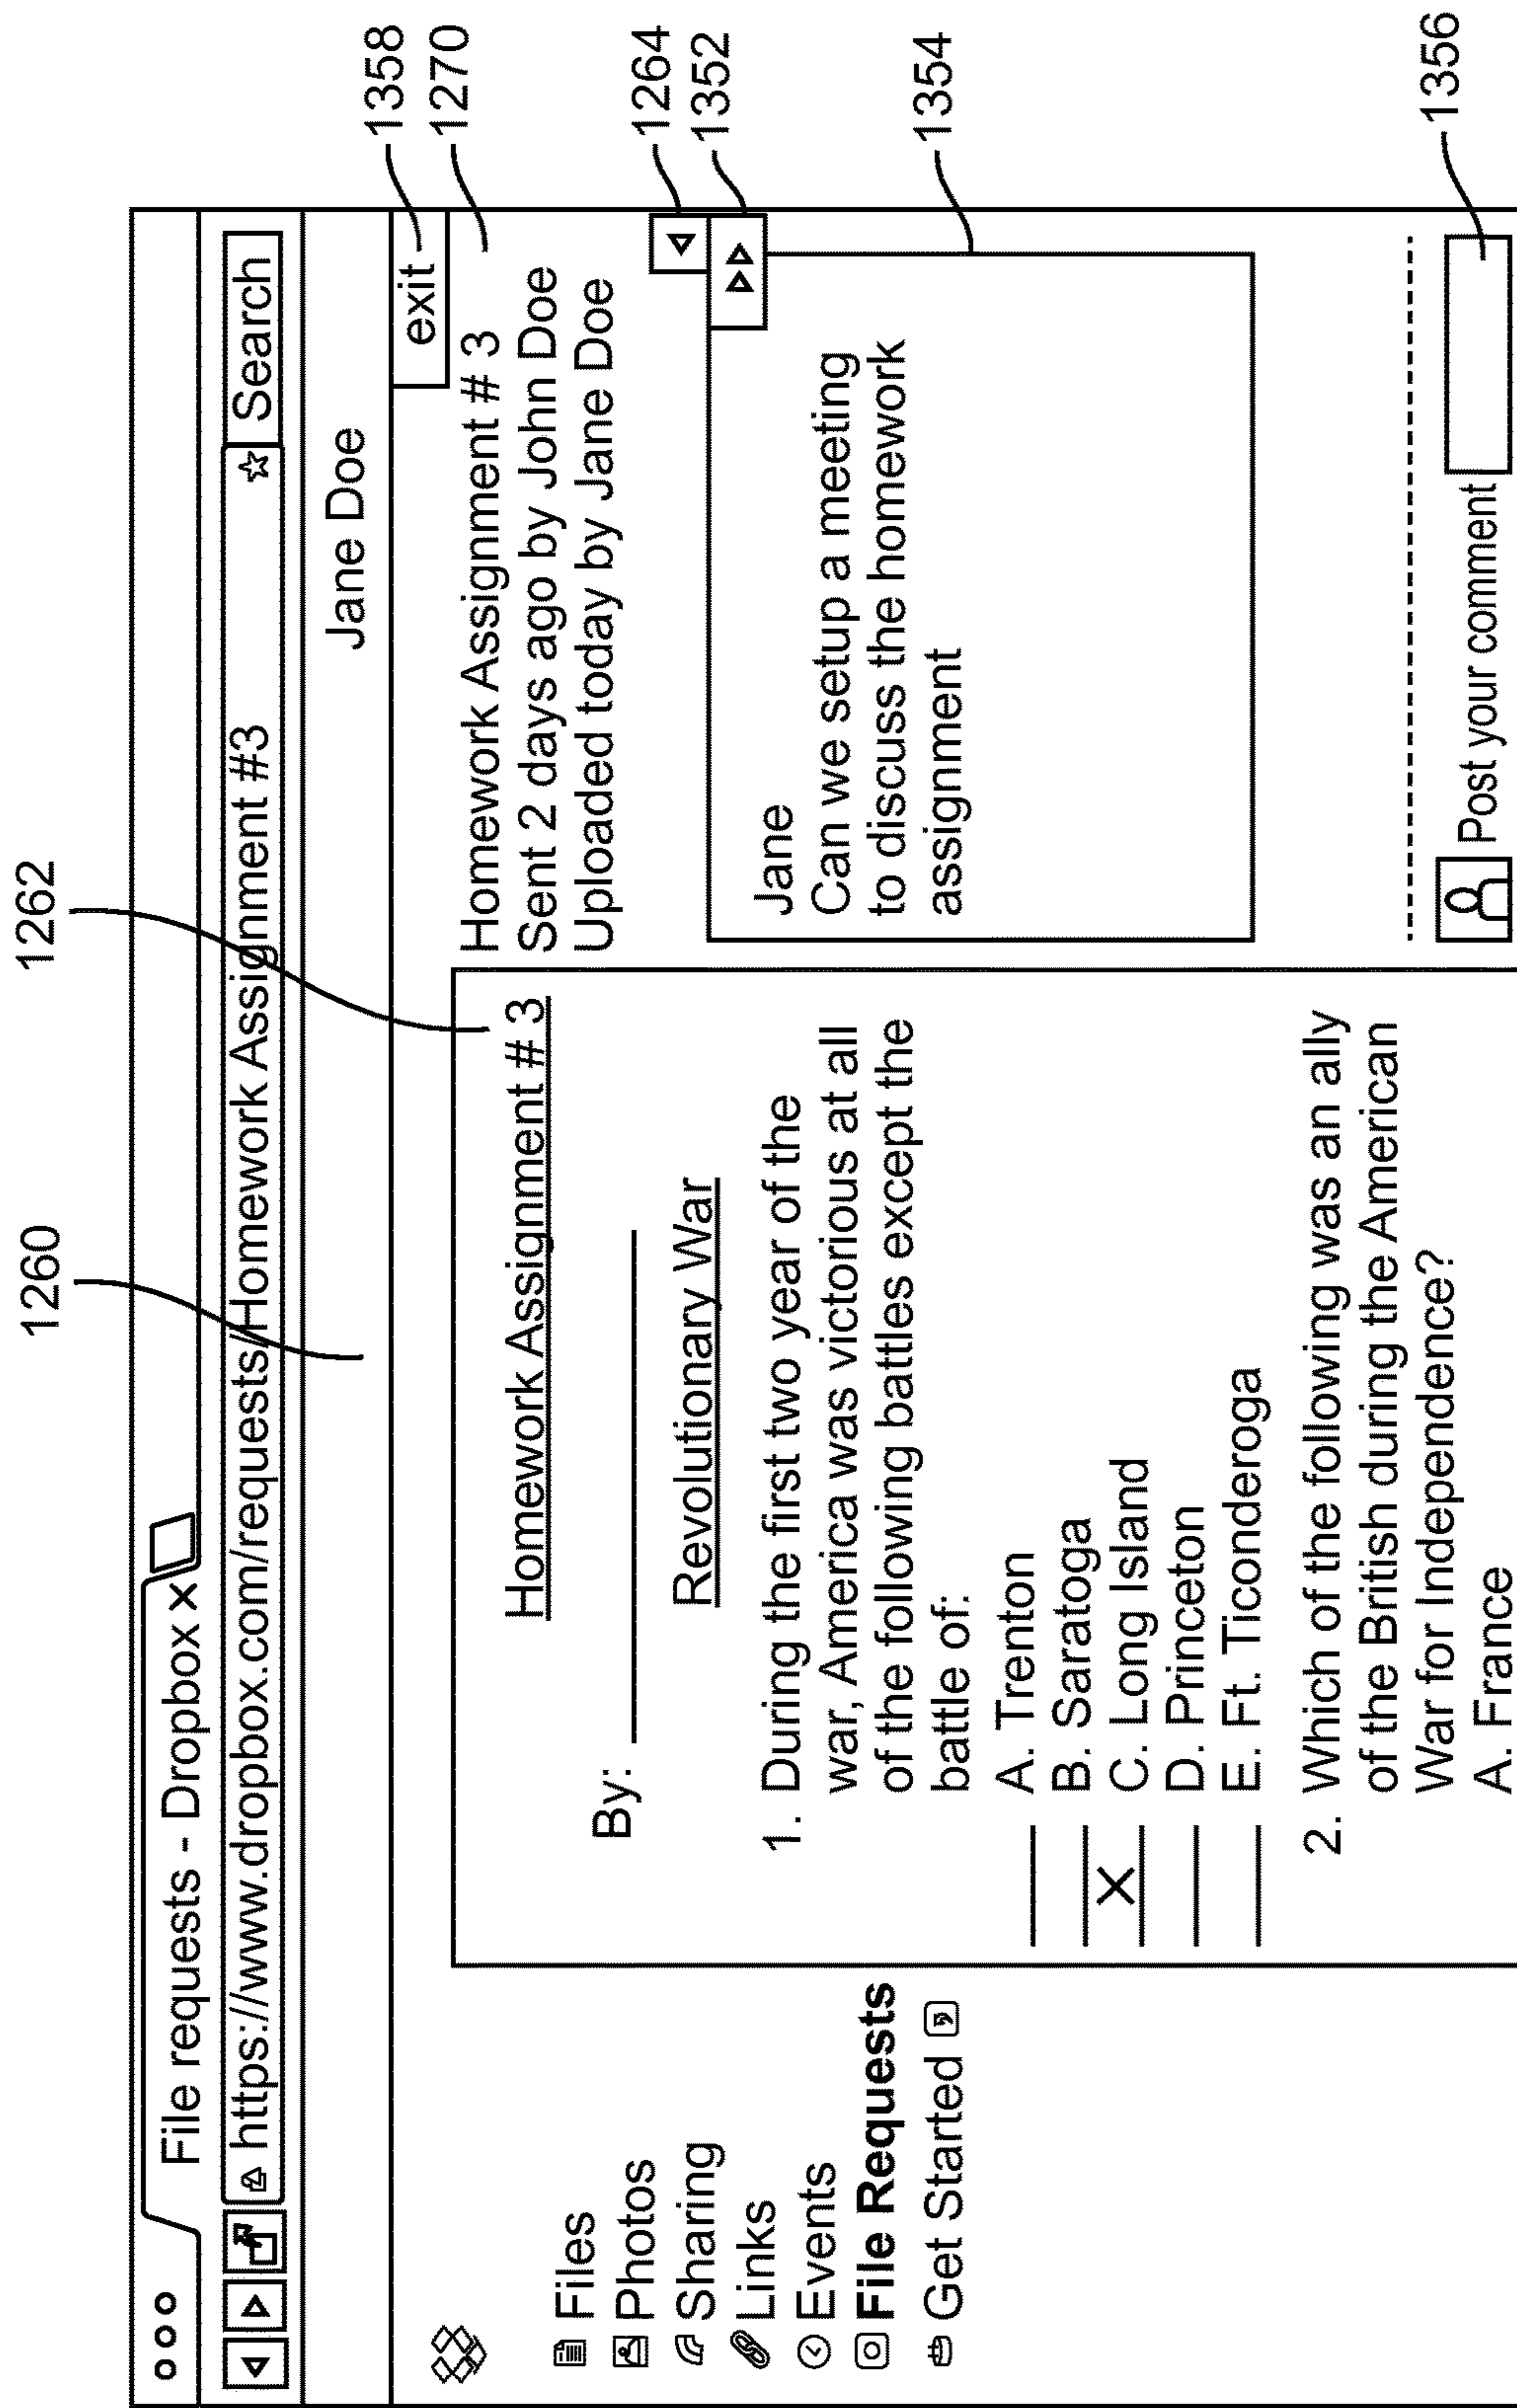 1262
1260
File requests - Dropbox
https://www.dropbox.com/requests/Homework Assignment #3
Search
Jane Doe
exit
1358
1270
Files
Photos
Sharing
Links
Events
File Requests
Get Started
Homework Assignment # 3
By:
Revolutionary War
1. During the first two year of the
war, America was victorious at all
of the following battles except the
battle of:
A. Trenton
B. Saratoga
X C. Long Island
D. Princeton
E. Ft. Ticonderoga
2. Which of the following was an ally
of the British during the American
War for Independence?
A. France
Homework Assignment # 3
Sent 2 days ago by John Doe
Uploaded today by Jane Doe
1264
1352
1354
Jane
Can we setup a meeting
to discuss the homework
assignment
Post your comment
1356